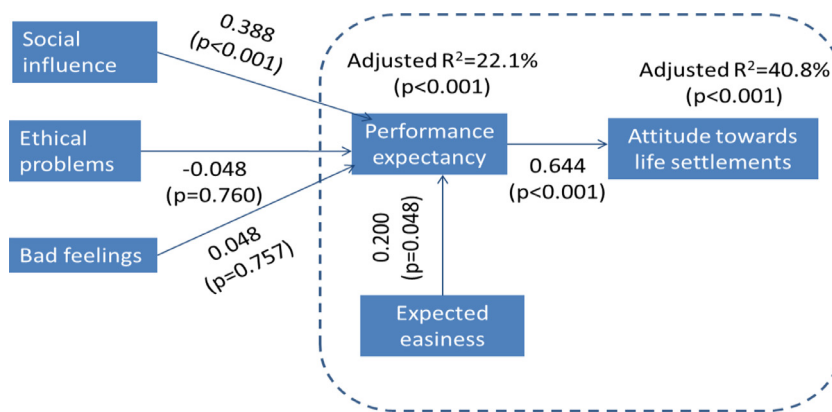 Social
influence
0.388
(p<0.001)
Adjusted R²=22.1%
(p<0.001)
Adjusted R²=40.8%
(p<0.001)
Ethical
problems
-0.048
(p=0.760)
Performance
expectancy
0.644
(p<0.001)
Attitude towards
life settlements
Bad feelings
0.048
(p=0.757)
0.200
(p=0.048)
Expected
easiness